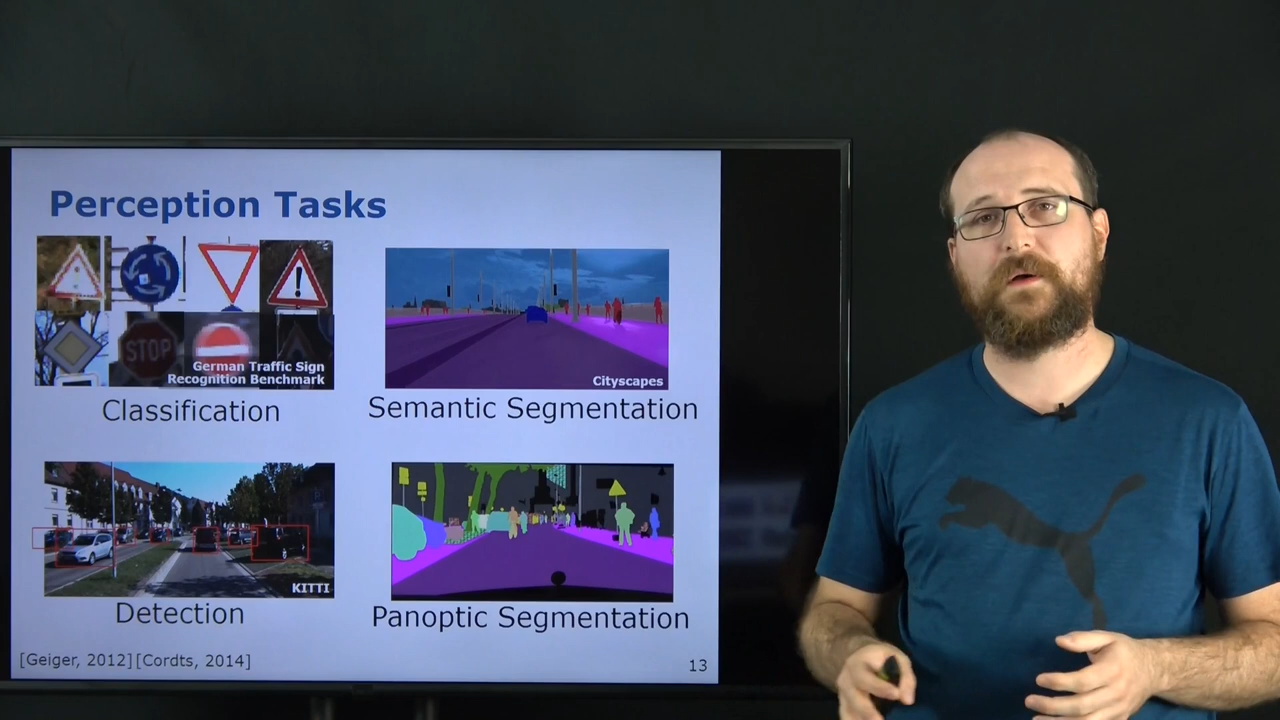 Perception Tasks
STOP
German Traffic Sign
Recognition Benchmark
Classification
Cityscapes
Semantic Segmentation
KITTI
Detection
Panoptic Segmentation
[Geiger, 2012][Cordts, 2014]
13